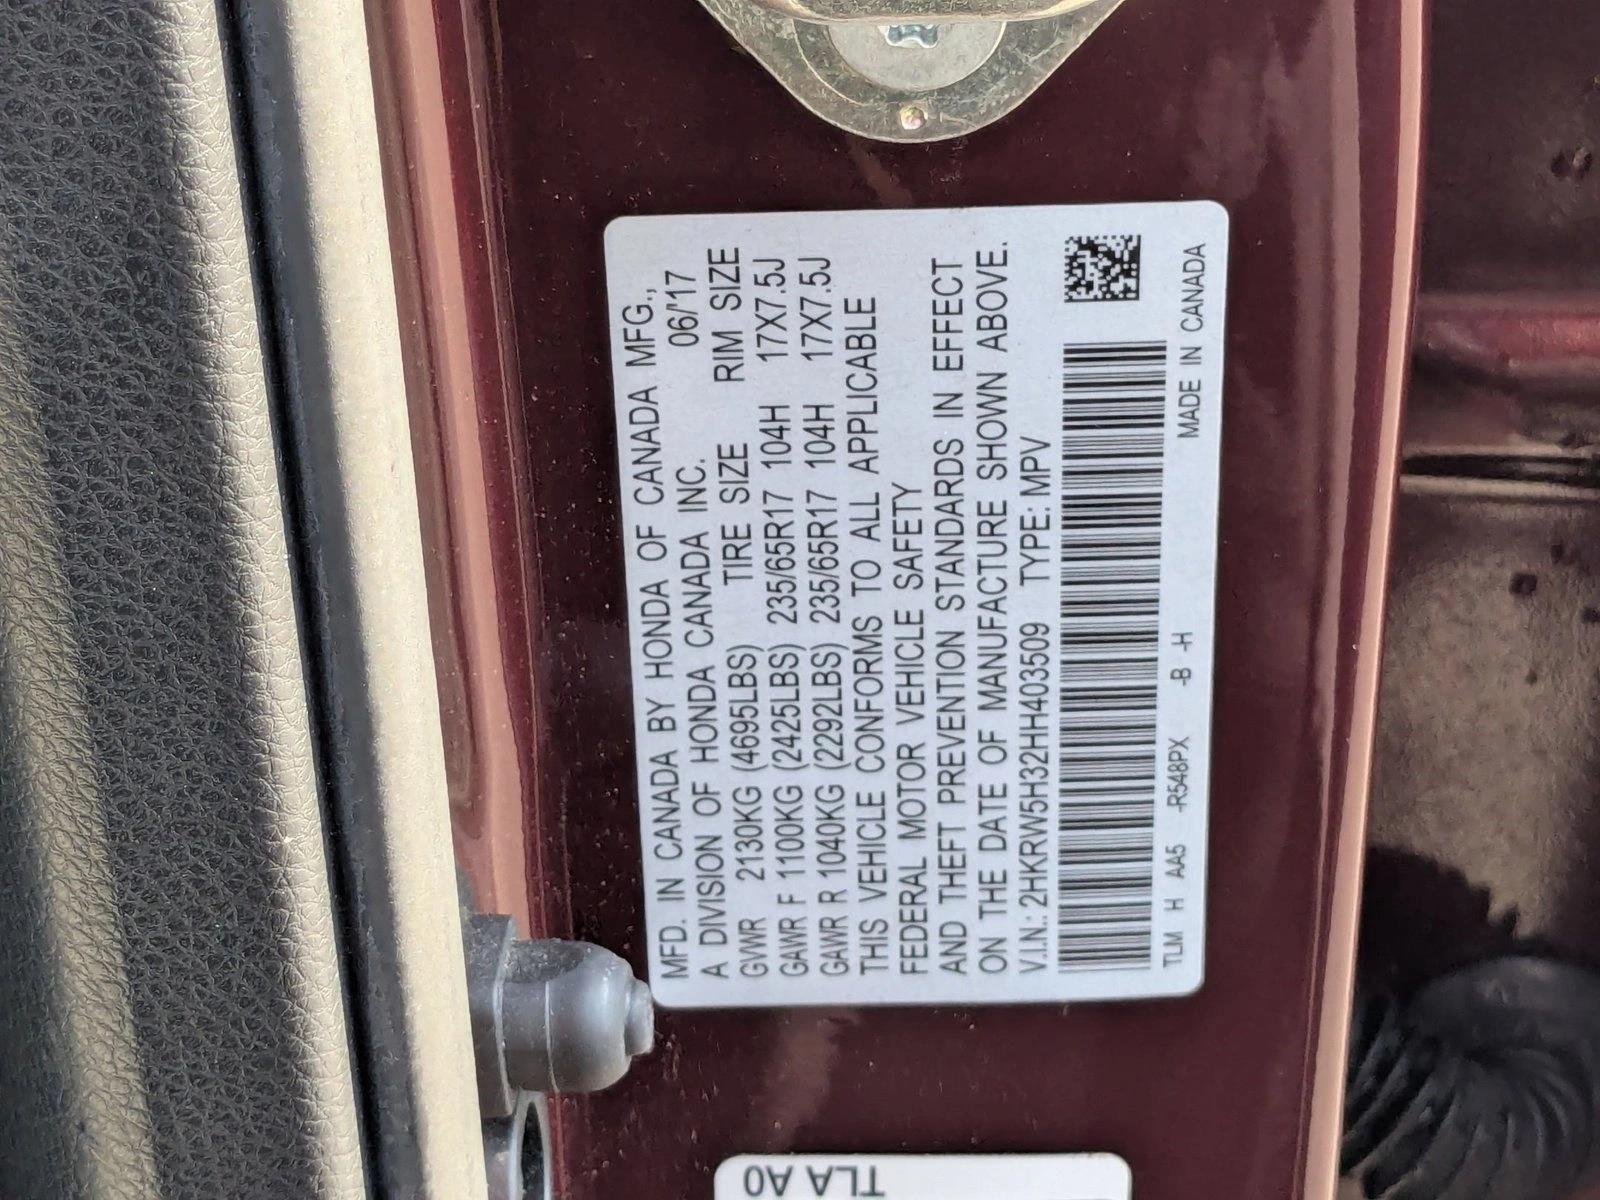 MFD. IN CANADA BY HONDA OF CANADA MFG.,
A DIVISION OF HONDA CANADA INC. 06/'17
GVWR 2130KG (4695LBS) TIRE SIZE RIM SIZE
GAWR F 1100KG (2425LBS) 235/65R17 104H 17X7.5J
GAWR R 1040KG (2292LBS) 235/65R17 104H 17X7.5J
THIS VEHICLE CONFORMS TO ALL APPLICABLE
FEDERAL MOTOR VEHICLE SAFETY
AND THEFT PREVENTION STANDARDS IN EFFECT
ON THE DATE OF MANUFACTURE SHOWN ABOVE.
V.I.N.: 2HKRW5H32HH403509 TYPE: MPV
TLM H AA5 -R548PX -B -H MADE IN CANADA
TLA A0